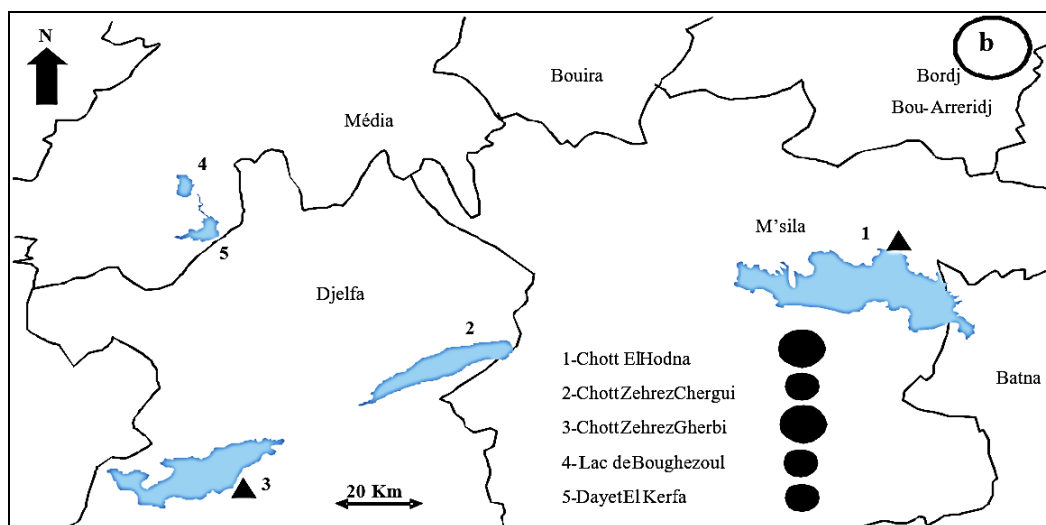 N
b
Bouira
Bordj
Bou-Arreridj
Média
4
5
M'sila
1
Djelfa
2
1-Chott ElHodna
2-ChottZehrezChergui
3-ChottZehrezGherbi
4-Lac deBoughezoul
5-DayetEl Kerfa
Batna
3
20 Km